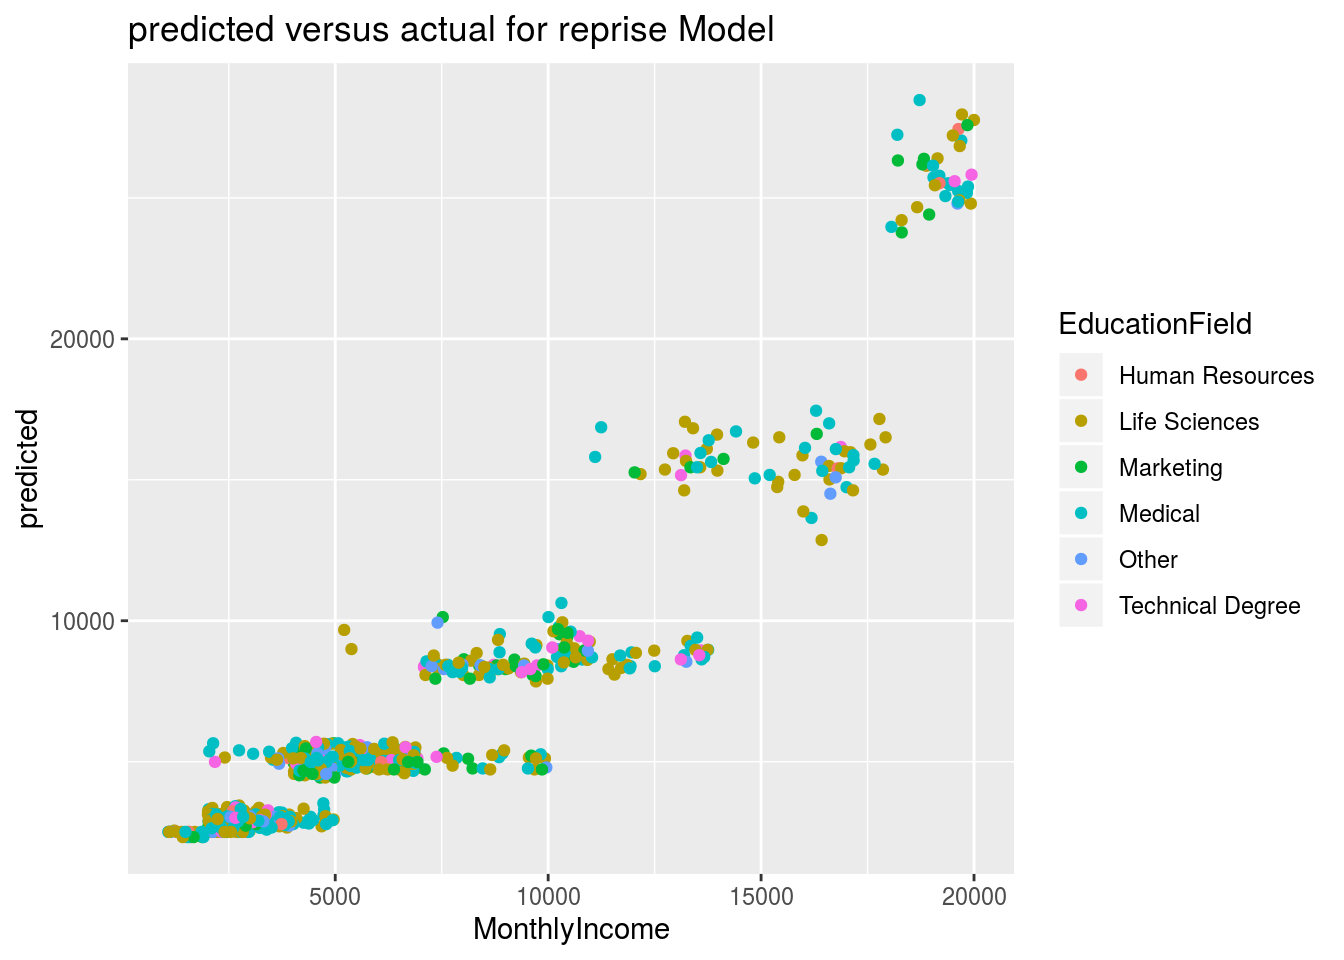 predicted versus actual for reprise Model
20000
10000
predicted
5000
10000
15000
20000
MonthlyIncome
EducationField
Human Resources
Life Sciences
Marketing
Medical
Other
Technical Degree